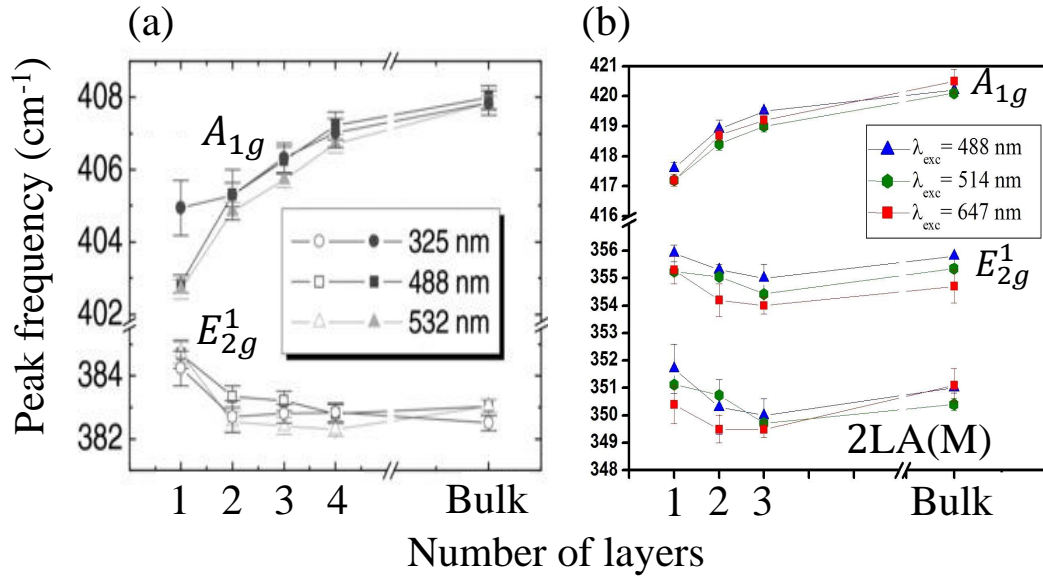 (a)
(b)
Peak frequency (cm⁻¹)
408
406
404
402
384
382
A₁g
E¹₂g
325 nm
488 nm
532 nm
1 2 3 4 Bulk
421
420
419
418
417
416
356
355
354
352
351
350
349
348
A₁g
λexc= 488 nm
λexc= 514 nm
λexc= 647 nm
E¹₂g
2LA(M)
1 2 3 Bulk
Number of layers